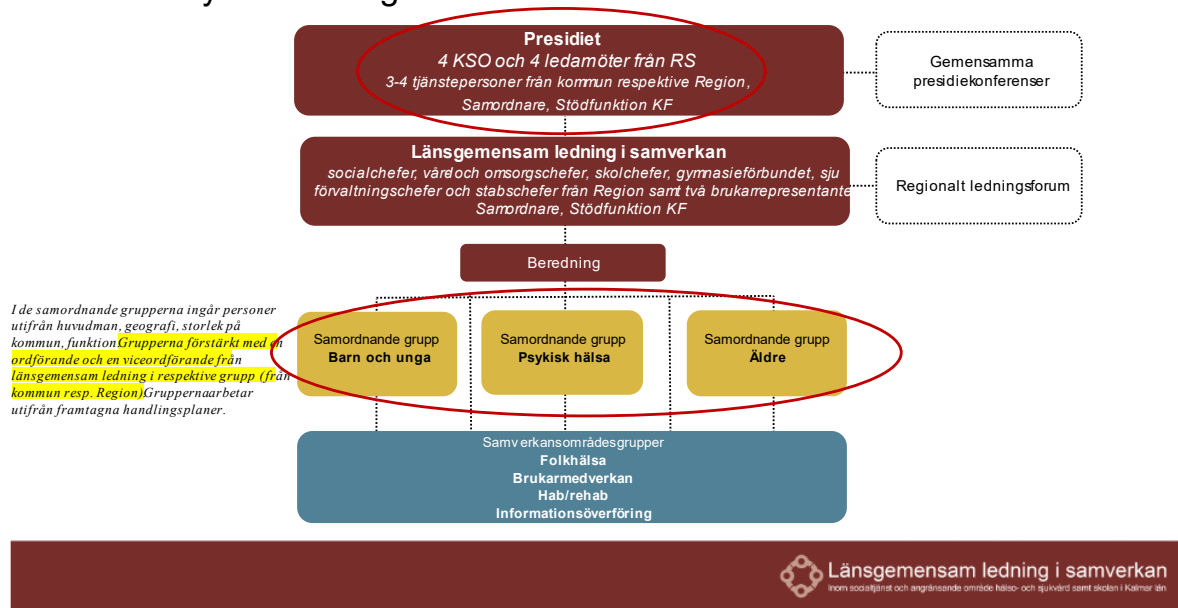 Presidiet
4 KSO och 4 ledamöter från RS
3-4 tjänstepersoner från kommun respektive Region,
Samordnare, Stödfunktion KF
Gemensamma
presidiekonferenser
Länsgemensam ledning i samverkan
socialchefer, vård och omsorgschefer, skolchefer, gymnasieförbundet, sju
förvaltningschefer och stabschefer från Region samt två brukarrepresentante
Samordnare, Stödfunktion KF
Regionalt ledningsforum
Beredning
I de samordnande grupperna ingår personer
utifrån huvudman, geografi, storlek på
kommun, funktion Grupperna förstärkt med en
ordförande och en viceordförande från
länsgemensam ledning i respektive grupp (från
kommun resp. Region) Gruppernaarbetar
utifrån framtagna handlingsplaner.
Samordnande grupp
Barn och unga
Samordnande grupp
Psykisk hälsa
Samordnande grupp
Äldre
Samverkansområdesgrupper
Folkhälsa
Brukarmedverkan
Hab/rehab
Informationsöverföring
Länsgemensam ledning i samverkan
Inom socialtjänst och angränsande område hälso- och sjukvård samt skolan i Kalmar län